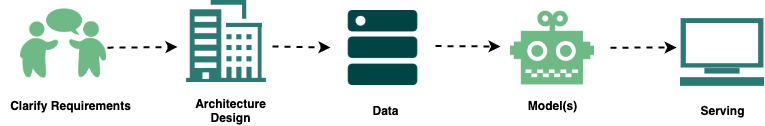 Clarify Requirements
Architecture
Design
Data
Model(s)
Serving